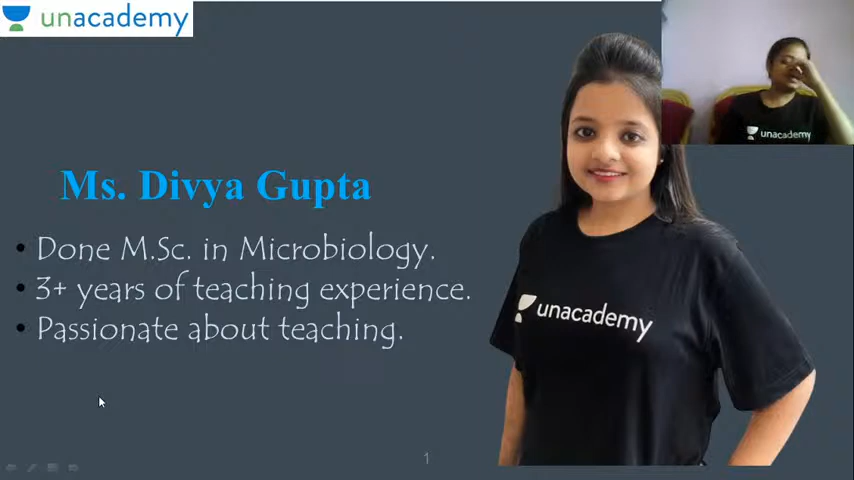 unacademy
unacademy
Ms. Divya Gupta
• Done M.Sc. in Microbiology.
• 3+ years of teaching experience.
• Passionate about teaching.
unacademy
1